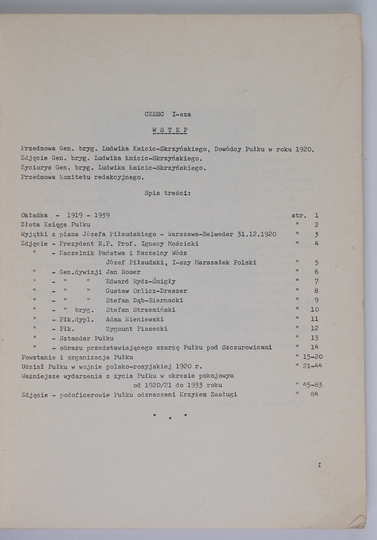 CZESC I-sza
W S T E P
Przedmowa Gen. bryg. Ludwika Kmicic-Skrzyńskiego, Dowódcy Pułku w roku 1920.
Zdjęcie Gen. bryg. Ludwika Kmicic-Skrzyńskiego.
Życiorys Gen. bryg. Ludwika Kmicic-Skrzyńskiego.
Przedmowa Komitetu redakcyjnego.
Spis treści:
Okładka - 1919 - 1939 str. 1
Złota Księga Pułku " 2
Wyjątki z pisma Józefa Piłsudskiego - Warszawa-Belweder 31.12.1920 " 3
Zdjęcie - Prezydent R.P. Prof. Ignacy Mościcki " 4
" - Naczelnik Państwa i Naczelny Wódz
Józef Piłsudski, I-szy Marszałek Polski " 5
" - Gen.dywizji Jan Romer " 6
" - " " Edward Rydz-Śmigły " 7
" - " " Gustaw Orlicz-Dreszer " 8
" - " " Stefan Dąb-Biernacki " 9
" - " bryg. Stefan Strzemiński " 10
" - Płk.dypl. Adam Nieniewski " 11
" - Płk. Zygmunt Piasecki " 12
" - Sztandar Pułku " 13
" - obrazu przedstawiającego szarżę Pułku pod Szczurowicami " 14
Powstanie i organizacja Pułku " 15-20
Udział Pułku w wojnie polsko-rosyjskiej 1920 r. " 21-44
Ważniejsze wydarzenia z życia Pułku w okresie pokojowym
od 1920/21 do 1933 roku " 45-83
Zdjęcie - podoficerowie Pułku odznaczeni Krzyżem Zasługi " 84
* * *
I